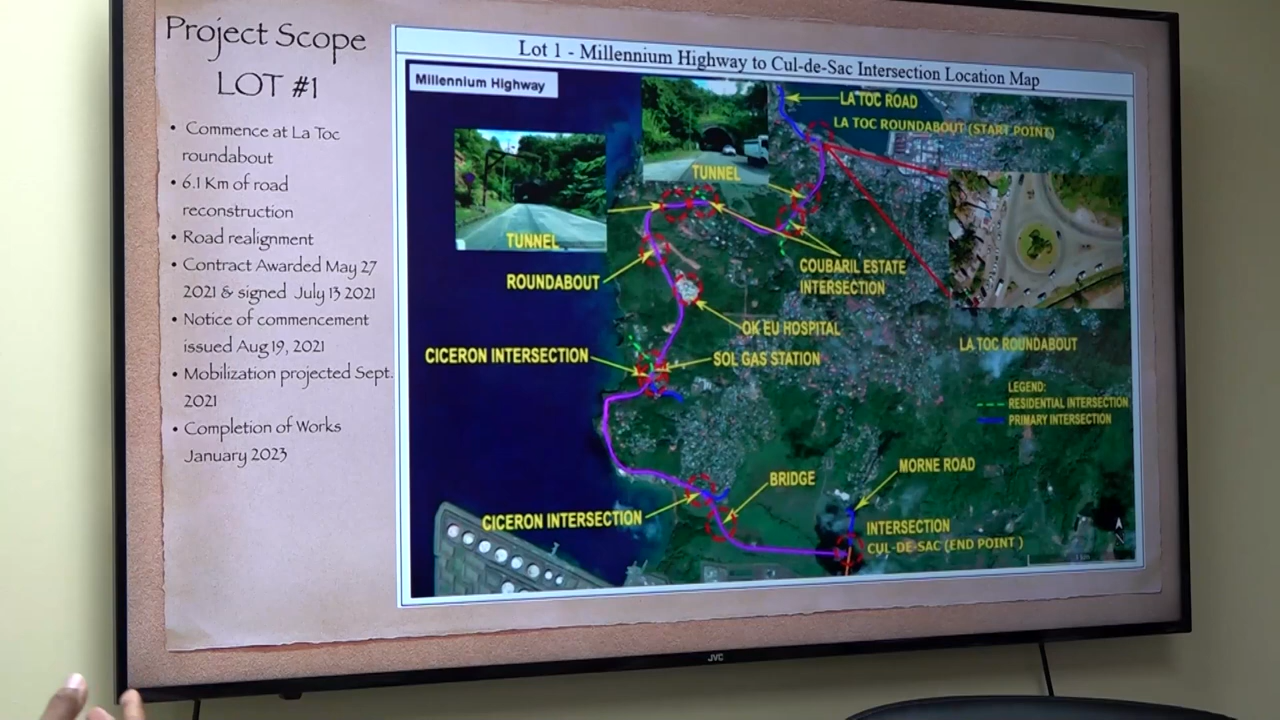 Project Scope
LOT #1
• Commence at La Toc
roundabout
• 6.1 Km of road
reconstruction
• Road realignment
• Contract Awarded May 27
2021 & signed July 13 2021
• Notice of commencement
issued Aug 19, 2021
• Mobilization projected Sept.
2021
• Completion of Works
January 2023
Lot 1 - Millennium Highway to Cul-de-Sac Intersection Location Map
Millennium Highway
LA TOC ROAD
LA TOC ROUNDABOUT (START POINT)
TUNNEL
TUNNEL
COUBARIL ESTATE
INTERSECTION
ROUNDABOUT
OK EU HOSPITAL
LA TOC ROUNDABOUT
CICERON INTERSECTION
SOL GAS STATION
LEGEND:
RESIDENTIAL INTERSECTION
PRIMARY INTERSECTION
MORNE ROAD
BRIDGE
CICERON INTERSECTION
INTERSECTION
CUL-DE-SAC (END POINT )
N
JVC